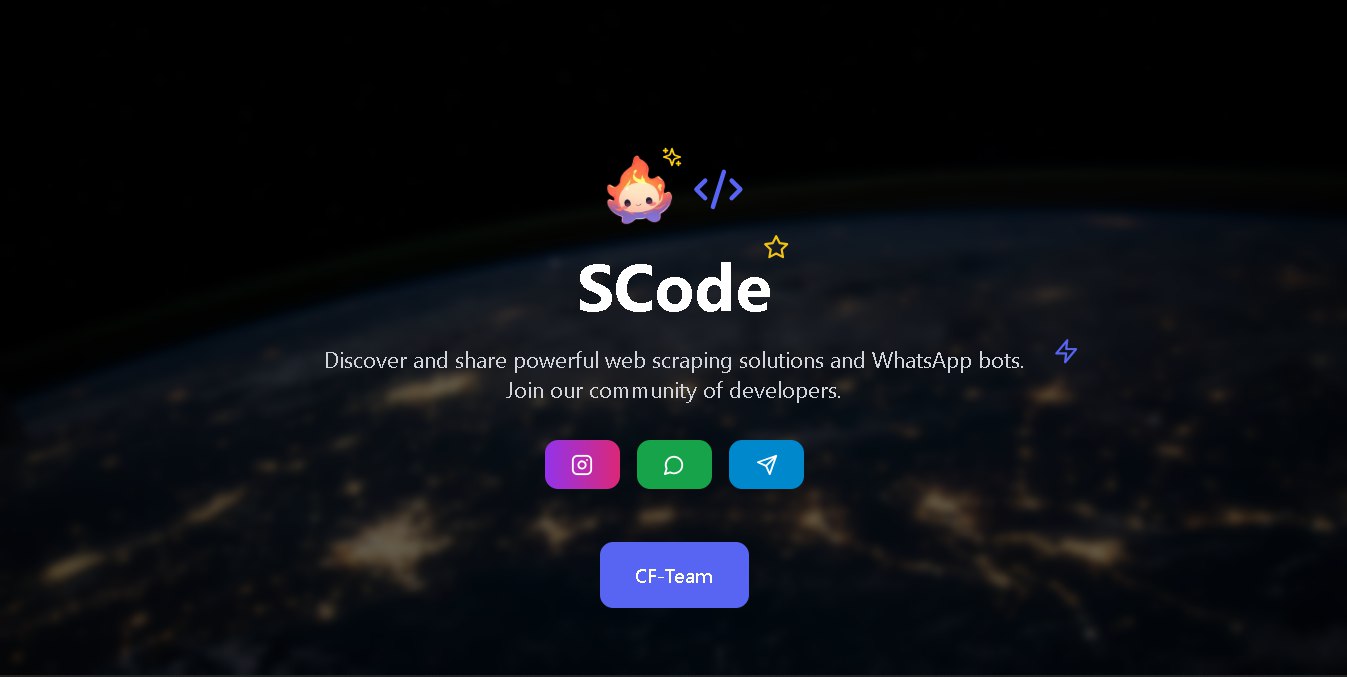 SCode
Discover and share powerful web scraping solutions and WhatsApp bots.
Join our community of developers.
CF-Team